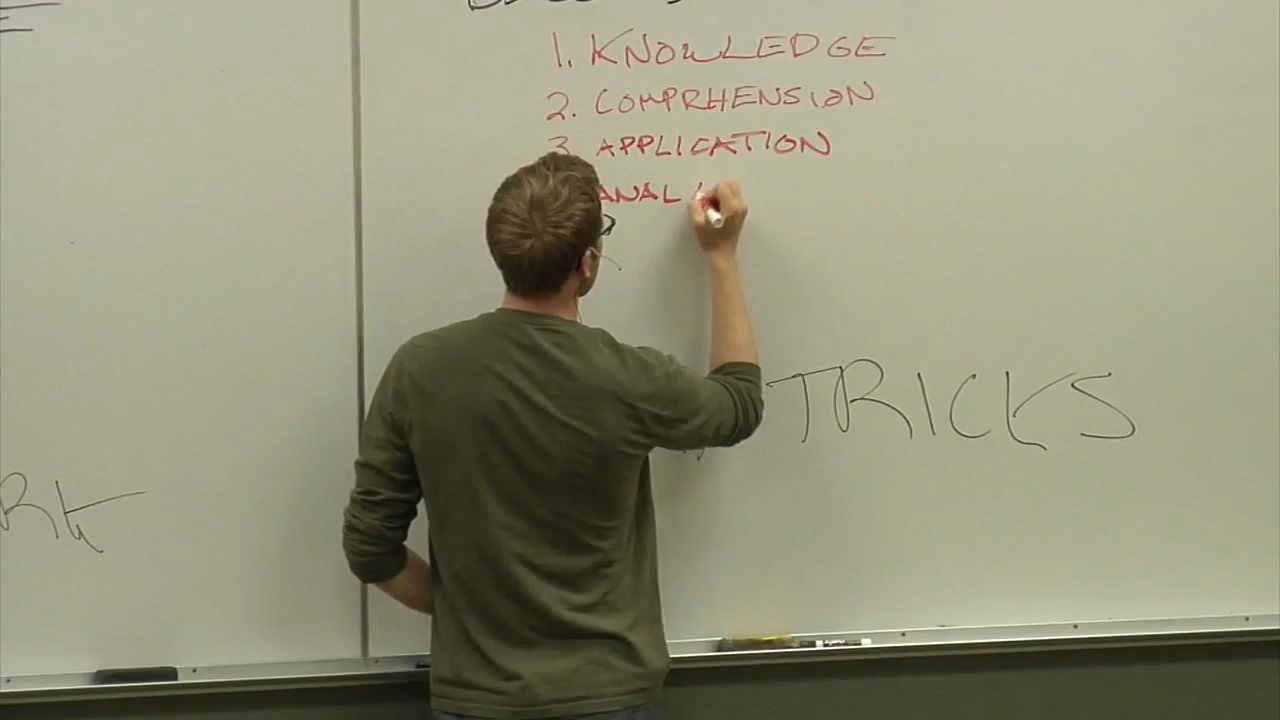 1. KNOWLEDGE
2. COMPRHENSION
3. APPLICATION
ANAL
TRICKS